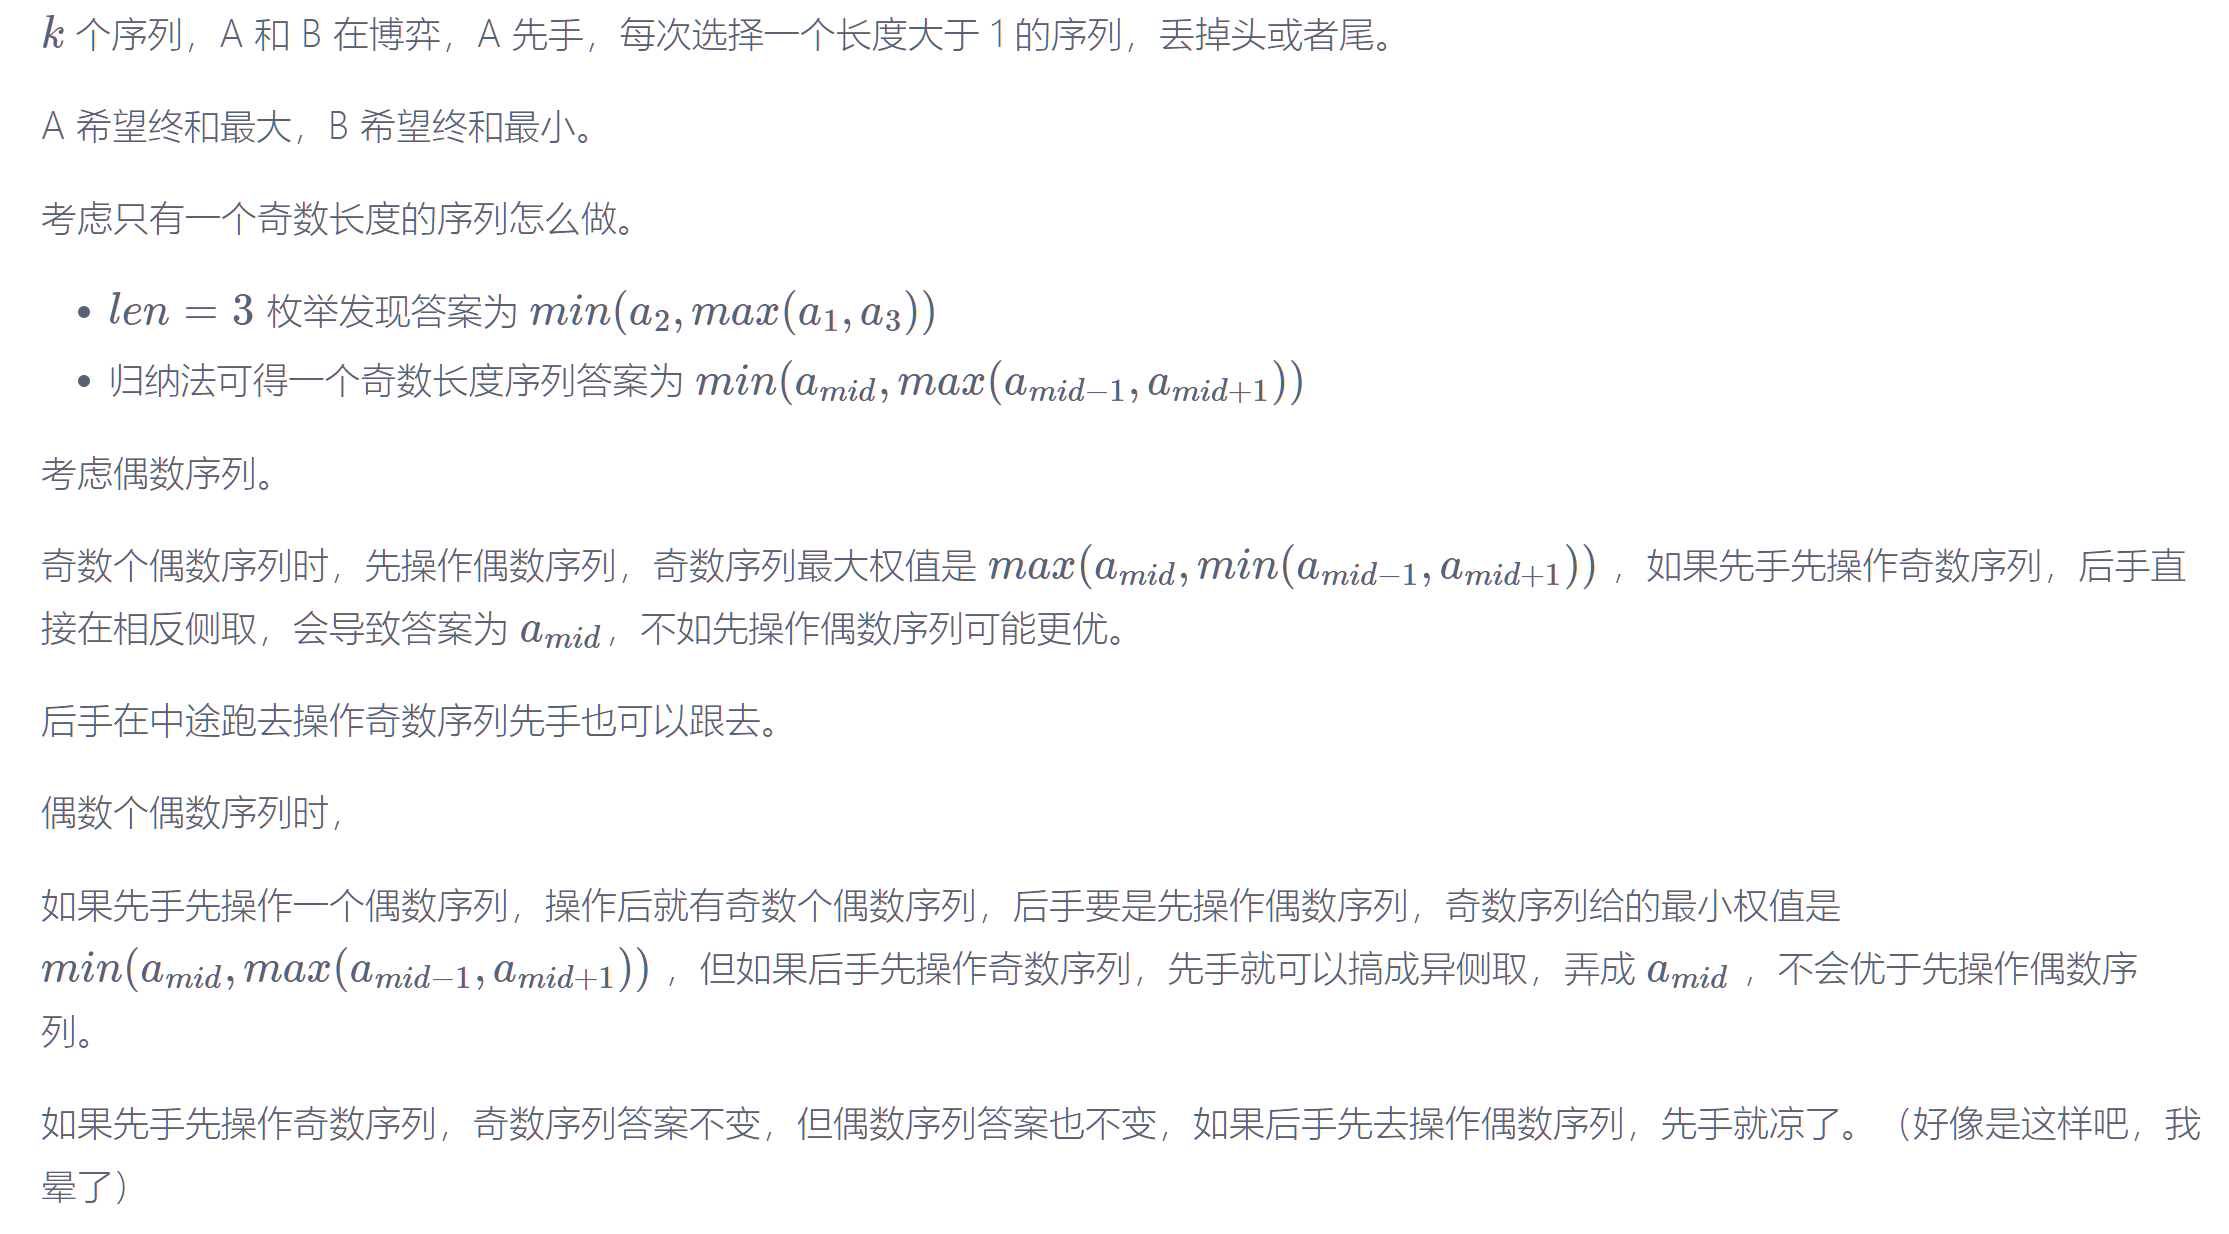 k 个序列，A 和 B 在博弈，A 先手，每次选择一个长度大于 1 的序列，丢掉头或者尾。
A 希望终和最大，B 希望终和最小。
考虑只有一个奇数长度的序列怎么做。
• len = 3 枚举发现答案为 min(a₂, max(a₁, a₃))
• 归纳法可得一个奇数长度序列答案为 min(a_{mid}, max(a_{mid−1}, a_{mid+1}))
考虑偶数序列。
奇数个偶数序列时，先操作偶数序列，奇数序列最大权值是 max(a_{mid}, min(a_{mid−1}, a_{mid+1})) ，如果先手先操作奇数序列，后手直
接在相反侧取，会导致答案为 a_{mid}，不如先操作偶数序列可能更优。
后手在中途跑去操作奇数序列先手也可以跟去。
偶数个偶数序列时，
如果先手先操作一个偶数序列，操作后就有奇数个偶数序列，后手要是先操作偶数序列，奇数序列给的最小权值是
min(a_{mid}, max(a_{mid−1}, a_{mid+1})) ，但如果后手先操作奇数序列，先手就可以搞成异侧取，弄成 a_{mid} ，不会优于先操作偶数序
列。
如果先手先操作奇数序列，奇数序列答案不变，但偶数序列答案也不变，如果后手先去操作偶数序列，先手就凉了。（好像是这样吧，我
晕了）